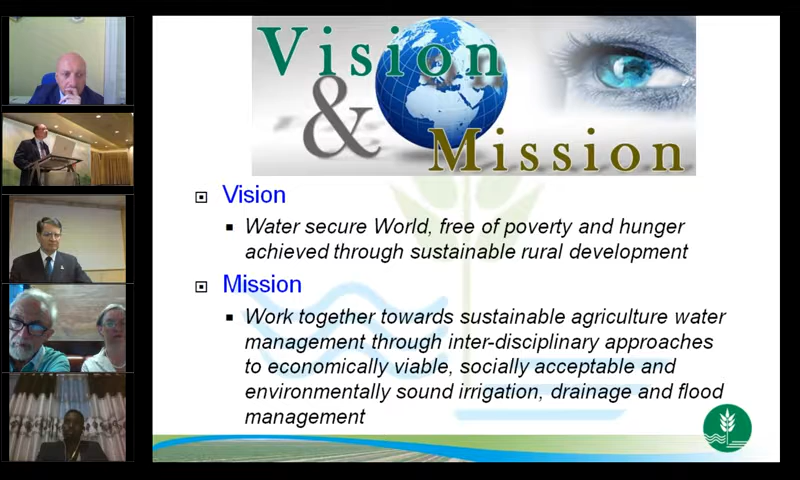 Vision
&
Mission
Vision
Water secure World, free of poverty and hunger
achieved through sustainable rural development
Mission
Work together towards sustainable agriculture water
management through inter-disciplinary approaches
to economically viable, socially acceptable and
environmentally sound irrigation, drainage and flood
management